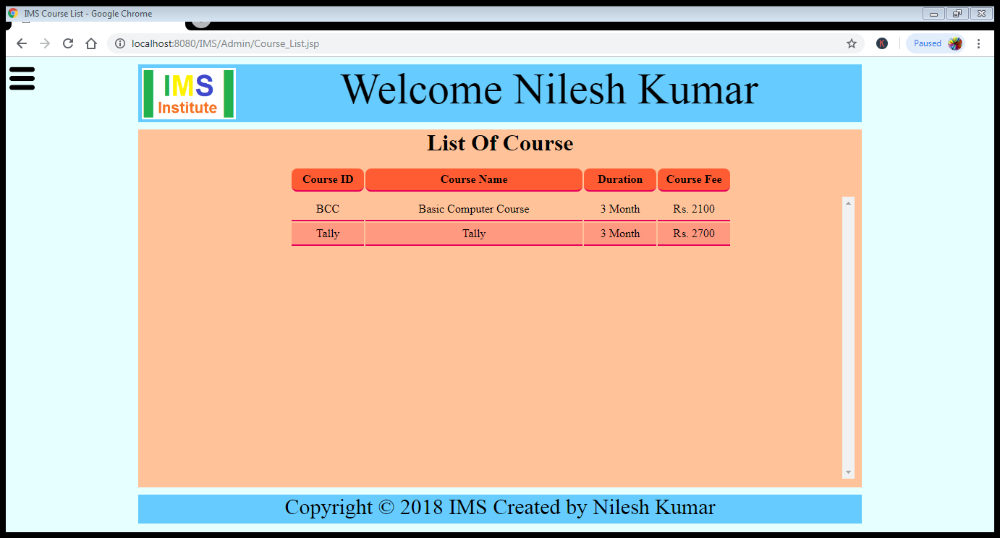 IMS Course List - Google Chrome
localhost:8080/IMS/Admin/Course_List.jsp
K
Paused
IMS
Institute
Welcome Nilesh Kumar
List Of Course
Course ID Course Name Duration Course Fee
BCC Basic Computer Course 3 Month Rs. 2100
Tally Tally 3 Month Rs. 2700
Copyright © 2018 IMS Created by Nilesh Kumar